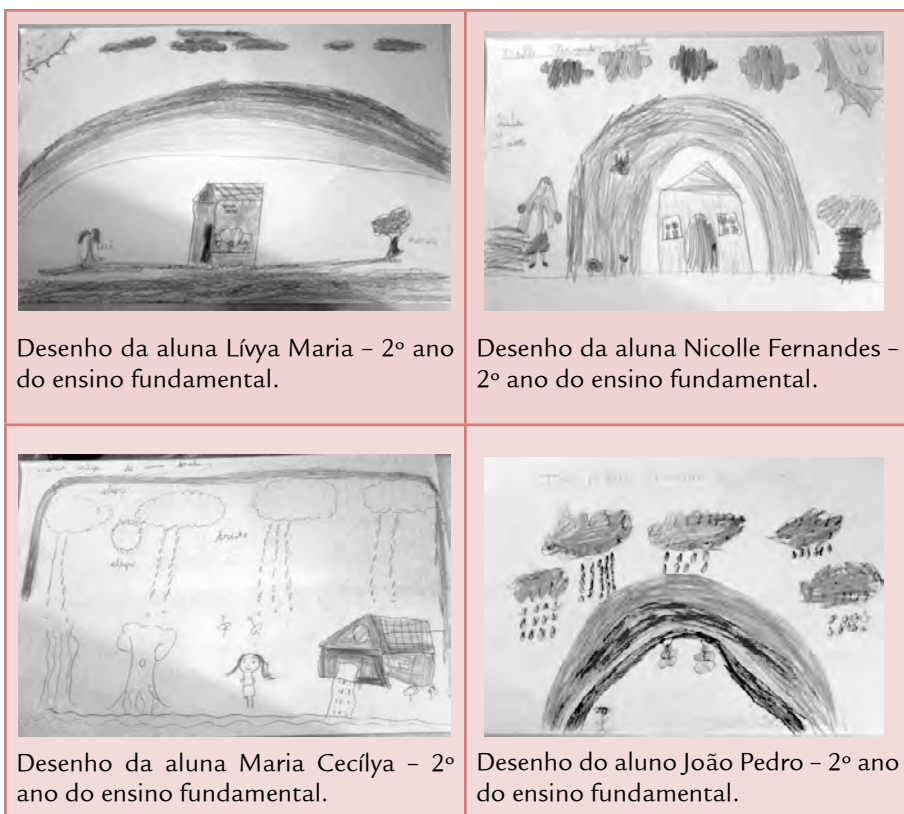 Desenho da aluna Lívya Maria – 2º ano
do ensino fundamental.
Desenho da aluna Nicolle Fernandes –
2º ano do ensino fundamental.
Desenho da aluna Maria Cecílya – 2º
ano do ensino fundamental.
Desenho do aluno João Pedro – 2º ano
do ensino fundamental.